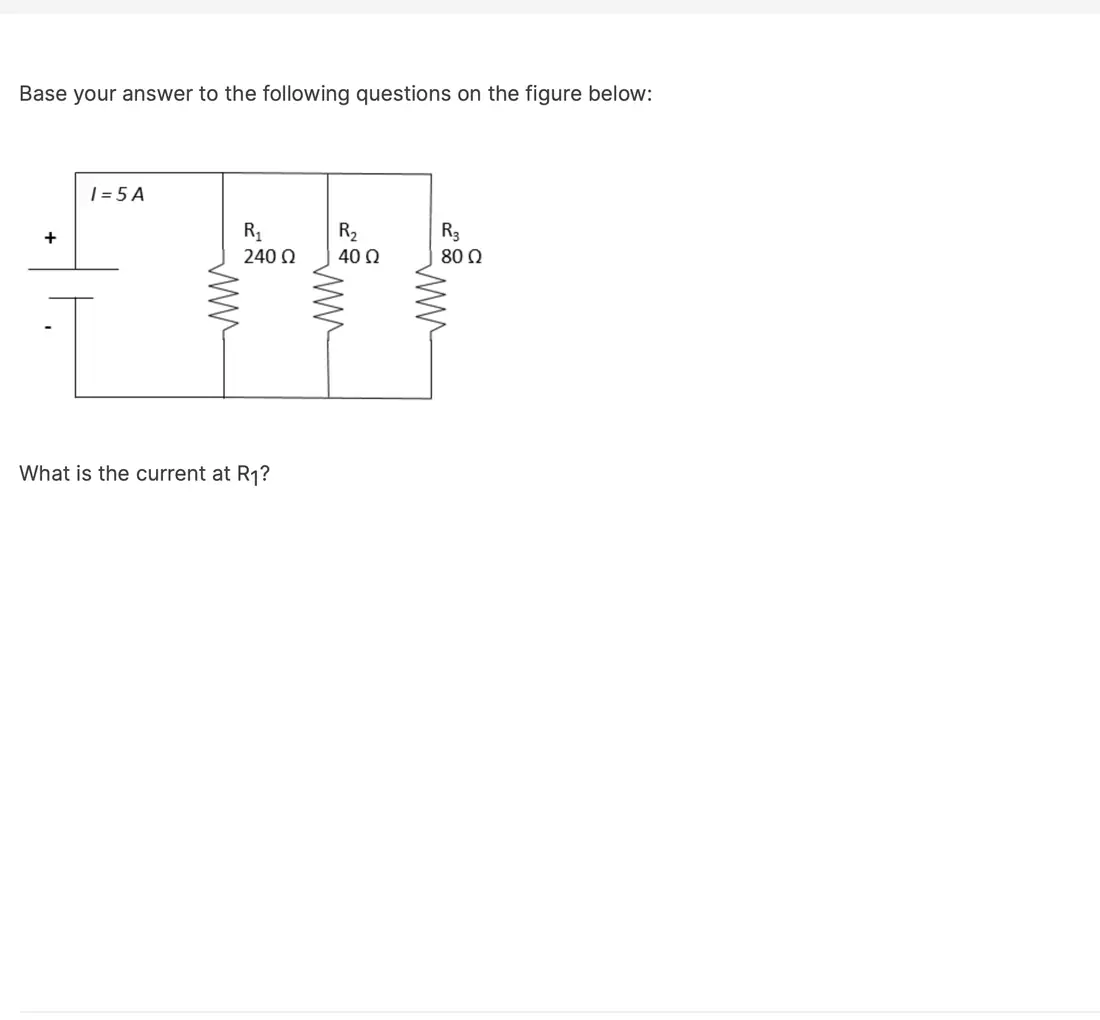 Base your answer to the following questions on the figure below:
I = 5 A
+
R₁
240 Ω
R₂
40 Ω
R₃
80 Ω
-
What is the current at R₁?